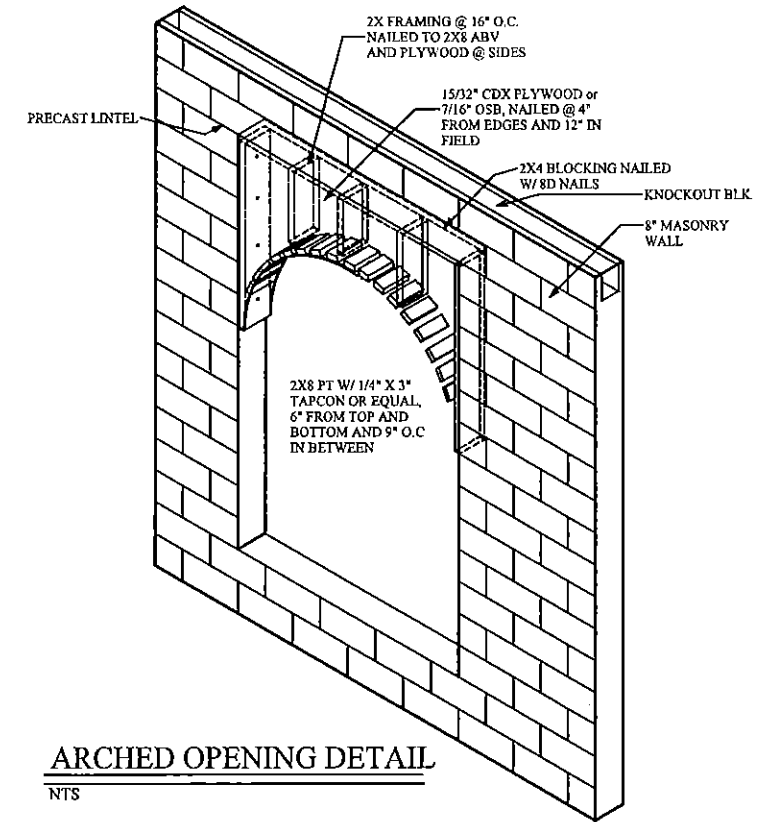 2X FRAMING @ 16" O.C.
NAILED TO 2X8 ABV
AND PLYWOOD @ SIDES
15/32" CDX PLYWOOD or
7/16" OSB, NAILED @ 4"
FROM EDGES AND 12" IN
FIELD
PRECAST LINTEL
2X4 BLOCKING NAILED
W/ 8D NAILS
KNOCKOUT BLK
8" MASONRY
WALL
2X8 PT W/ 1/4" X 3"
TAPCON OR EQUAL,
6" FROM TOP AND
BOTTOM AND 9" O.C
IN BETWEEN
ARCHED OPENING DETAIL
NTS